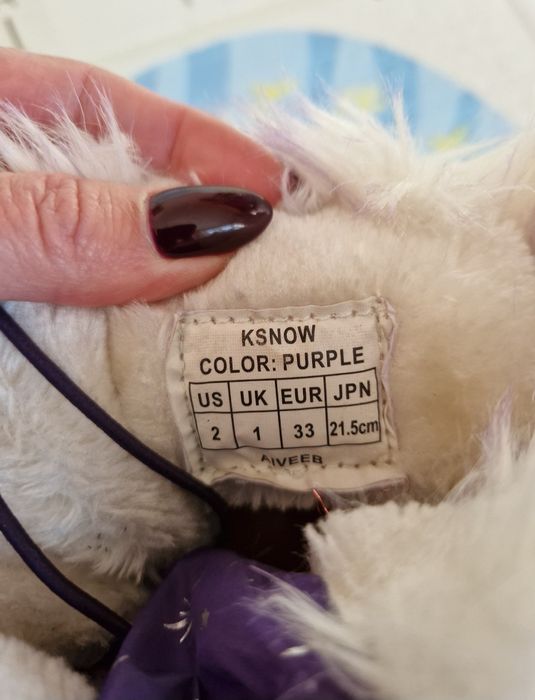 KSNOW
COLOR: PURPLE
US UK EUR JPN
2 1 33 21.5cm
AIVEEB